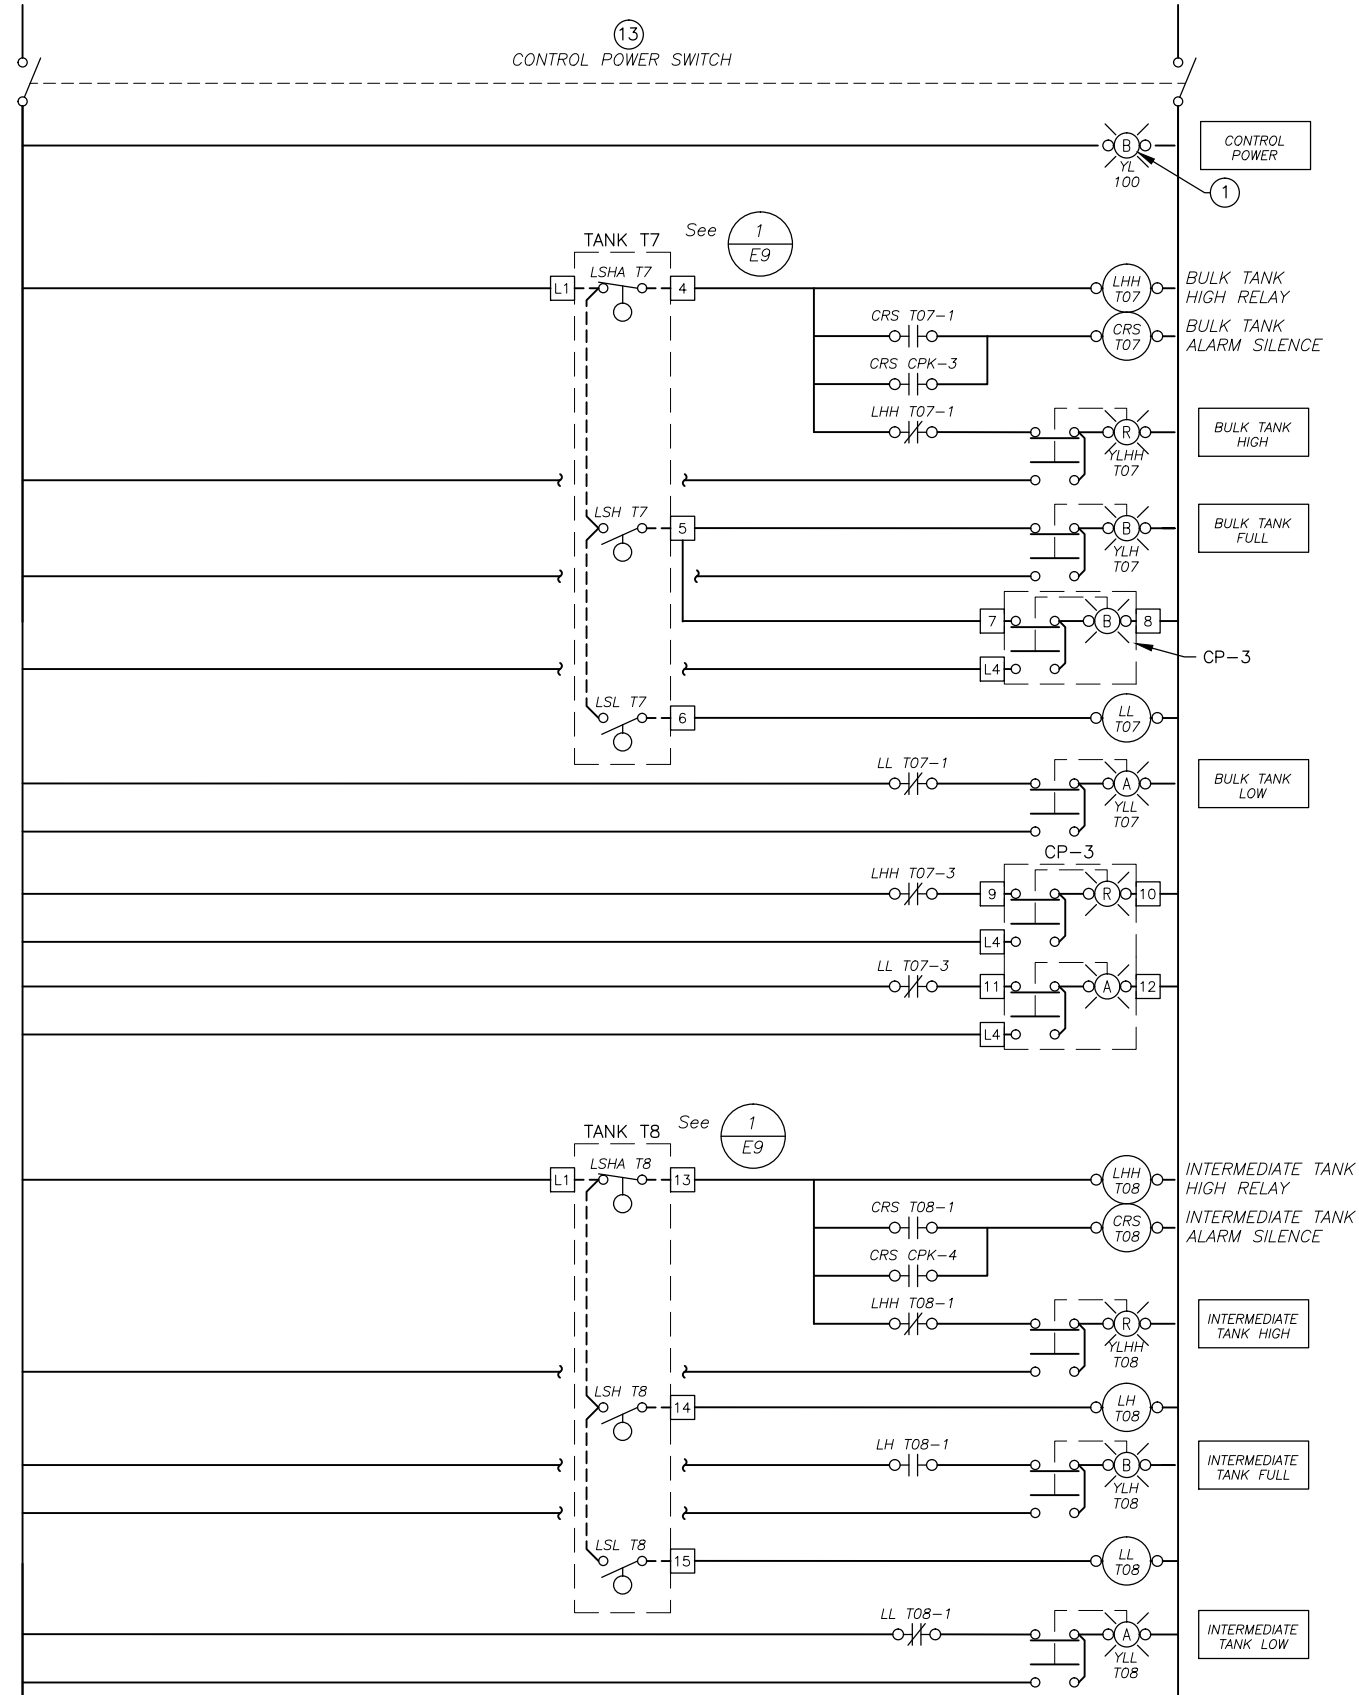 13
CONTROL POWER SWITCH
B
YL
100
CONTROL
POWER
1
TANK T7
See
1
E9
L1
LSHA T7
4
LHH
T07
BULK TANK
HIGH RELAY
CRS T07-1
CRS
T07
BULK TANK
ALARM SILENCE
CRS CPK-3
LHH T07-1
R
YLHH
T07
BULK TANK
HIGH
LSH T7
5
B
YLH
T07
BULK TANK
FULL
7
B
8
CP-3
L4
LSL T7
6
LL
T07
LL T07-1
A
YLL
T07
BULK TANK
LOW
CP-3
LHH T07-3
9
R
10
L4
LL T07-3
11
A
12
L4
TANK T8
See
1
E9
L1
LSHA T8
13
LHH
T08
INTERMEDIATE TANK
HIGH RELAY
CRS T08-1
CRS
T08
INTERMEDIATE TANK
ALARM SILENCE
CRS CPK-4
LHH T08-1
R
YLHH
T08
INTERMEDIATE
TANK HIGH
LSH T8
14
LH
T08
LH T08-1
B
YLH
T08
INTERMEDIATE
TANK FULL
LSL T8
15
LL
T08
LL T08-1
A
YLL
T08
INTERMEDIATE
TANK LOW